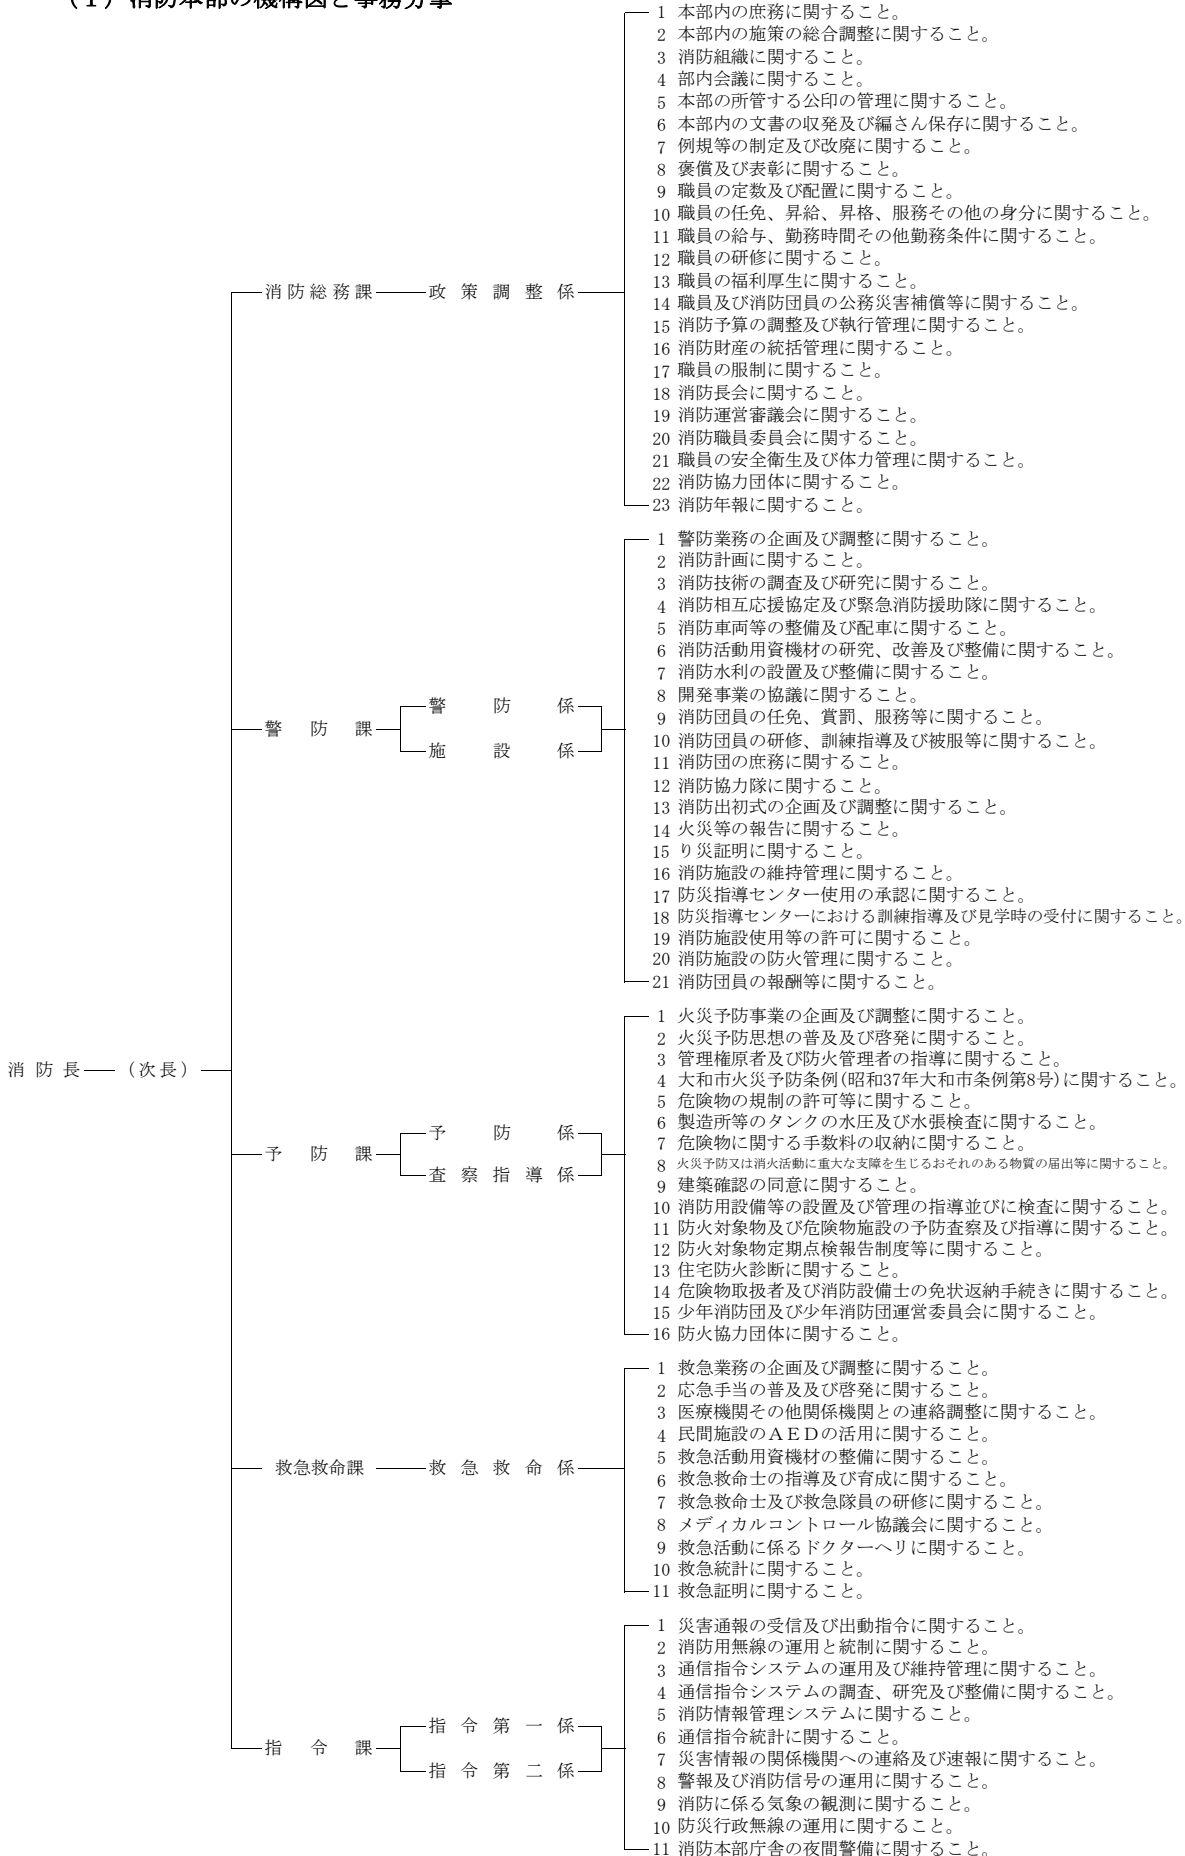 （１）消防本部の機構図と事務分掌
消防長
（次長）
消防総務課
政策調整係
1 本部内の庶務に関すること。
2 本部内の施策の総合調整に関すること。
3 消防組織に関すること。
4 部内会議に関すること。
5 本部の所管する公印の管理に関すること。
6 本部内の文書の収発及び編さん保存に関すること。
7 例規等の制定及び改廃に関すること。
8 褒償及び表彰に関すること。
9 職員の定数及び配置に関すること。
10 職員の任免、昇給、昇格、服務その他の身分に関すること。
11 職員の給与、勤務時間その他勤務条件に関すること。
12 職員の研修に関すること。
13 職員の福利厚生に関すること。
14 職員及び消防団員の公務災害補償等に関すること。
15 消防予算の調整及び執行管理に関すること。
16 消防財産の統括管理に関すること。
17 職員の服制に関すること。
18 消防長会に関すること。
19 消防運営審議会に関すること。
20 消防職員委員会に関すること。
21 職員の安全衛生及び体力管理に関すること。
22 消防協力団体に関すること。
23 消防年報に関すること。
警防課
警防係
施設係
1 警防業務の企画及び調整に関すること。
2 消防計画に関すること。
3 消防技術の調査及び研究に関すること。
4 消防相互応援協定及び緊急消防援助隊に関すること。
5 消防車両等の整備及び配車に関すること。
6 消防活動用資機材の研究、改善及び整備に関すること。
7 消防水利の設置及び整備に関すること。
8 開発事業の協議に関すること。
9 消防団員の任免、賞罰、服務等に関すること。
10 消防団員の研修、訓練指導及び被服等に関すること。
11 消防団の庶務に関すること。
12 消防協力隊に関すること。
13 消防出初式の企画及び調整に関すること。
14 火災等の報告に関すること。
15 り災証明に関すること。
16 消防施設の維持管理に関すること。
17 防災指導センター使用の承認に関すること。
18 防災指導センターにおける訓練指導及び見学時の受付に関すること。
19 消防施設使用等の許可に関すること。
20 消防施設の防火管理に関すること。
21 消防団員の報酬等に関すること。
予防課
予防係
査察指導係
1 火災予防事業の企画及び調整に関すること。
2 火災予防思想の普及及び啓発に関すること。
3 管理権原者及び防火管理者の指導に関すること。
4 大和市火災予防条例(昭和37年大和市条例第8号)に関すること。
5 危険物の規制の許可等に関すること。
6 製造所等のタンクの水圧及び水張検査に関すること。
7 危険物に関する手数料の収納に関すること。
8 火災予防又は消火活動に重大な支障を生じるおそれのある物質の届出等に関すること。
9 建築確認の同意に関すること。
10 消防用設備等の設置及び管理の指導並びに検査に関すること。
11 防火対象物及び危険物施設の予防査察及び指導に関すること。
12 防火対象物定期点検報告制度等に関すること。
13 住宅防火診断に関すること。
14 危険物取扱者及び消防設備士の免状返納手続きに関すること。
15 少年消防団及び少年消防団運営委員会に関すること。
16 防火協力団体に関すること。
救急救命課
救急救命係
1 救急業務の企画及び調整に関すること。
2 応急手当の普及及び啓発に関すること。
3 医療機関その他関係機関との連絡調整に関すること。
4 民間施設のＡＥＤの活用に関すること。
5 救急活動用資機材の整備に関すること。
6 救急救命士の指導及び育成に関すること。
7 救急救命士及び救急隊員の研修に関すること。
8 メディカルコントロール協議会に関すること。
9 救急活動に係るドクターヘリに関すること。
10 救急統計に関すること。
11 救急証明に関すること。
指令課
指令第一係
指令第二係
1 災害通報の受信及び出動指令に関すること。
2 消防用無線の運用と統制に関すること。
3 通信指令システムの運用及び維持管理に関すること。
4 通信指令システムの調査、研究及び整備に関すること。
5 消防情報管理システムに関すること。
6 通信指令統計に関すること。
7 災害情報の関係機関への連絡及び速報に関すること。
8 警報及び消防信号の運用に関すること。
9 消防に係る気象の観測に関すること。
10 防災行政無線の運用に関すること。
11 消防本部庁舎の夜間警備に関すること。